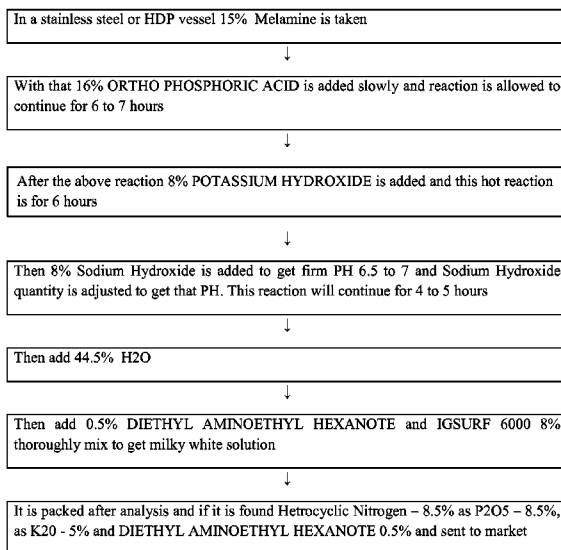 In a stainless steel or HDP vessel 15% Melamine is taken
↓
With that 16% ORTHO PHOSPHORIC ACID is added slowly and reaction is allowed to
continue for 6 to 7 hours
↓
After the above reaction 8% POTASSIUM HYDROXIDE is added and this hot reaction
is for 6 hours
↓
Then 8% Sodium Hydroxide is added to get firm PH 6.5 to 7 and Sodium Hydroxide
quantity is adjusted to get that PH. This reaction will continue for 4 to 5 hours
↓
Then add 44.5% H2O
↓
Then add 0.5% DIETHYL AMINOETHYL HEXANOTE and IGSURF 6000 8%
thoroughly mix to get milky white solution
↓
It is packed after analysis and if it is found Hetrocyclic Nitrogen – 8.5% as P2O5 – 8.5%,
as K20 - 5% and DIETHYL AMINOETHYL HEXANOTE 0.5% and sent to market